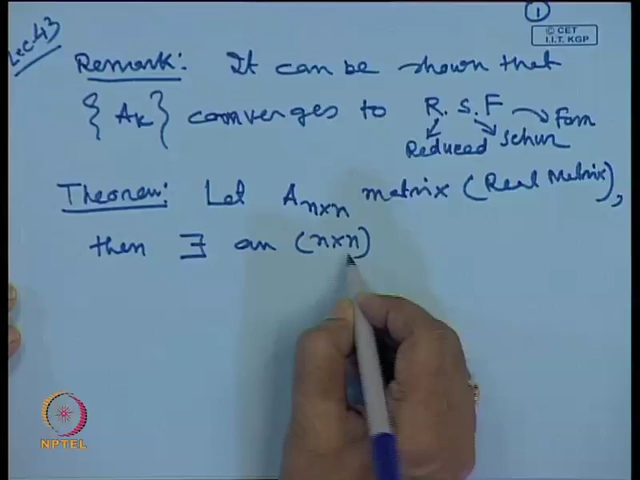 Lec-43
1
© CET
I.I.T. KGP
Remark: It can be shown that
{Ak} converges to R.S.F → Form
Reduced Schur
Theorem: Let An×n matrix (Real Metrix),
then ∃ an (n×n)
NPTEL